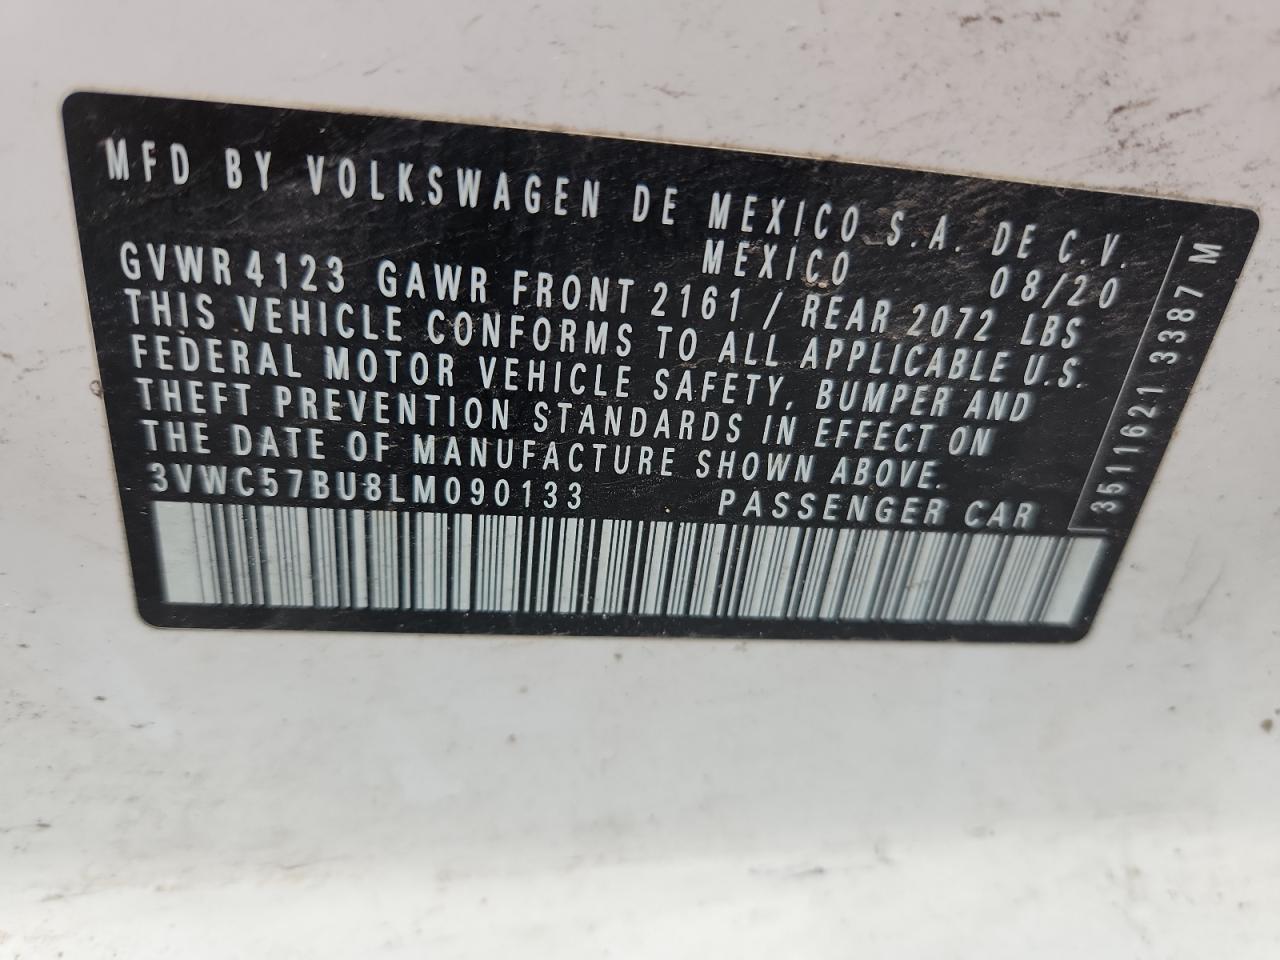 MFD BY VOLKSWAGEN DE MEXICO S.A. DE C.V.
MEXICO 08/20
GVWR 4123 GAWR FRONT 2161 / REAR 2072 LBS
THIS VEHICLE CONFORMS TO ALL APPLICABLE U.S.
FEDERAL MOTOR VEHICLE SAFETY, BUMPER AND
THEFT PREVENTION STANDARDS IN EFFECT ON
THE DATE OF MANUFACTURE SHOWN ABOVE.
3VWC57BU8LM090133 PASSENGER CAR
3511621 3387 M